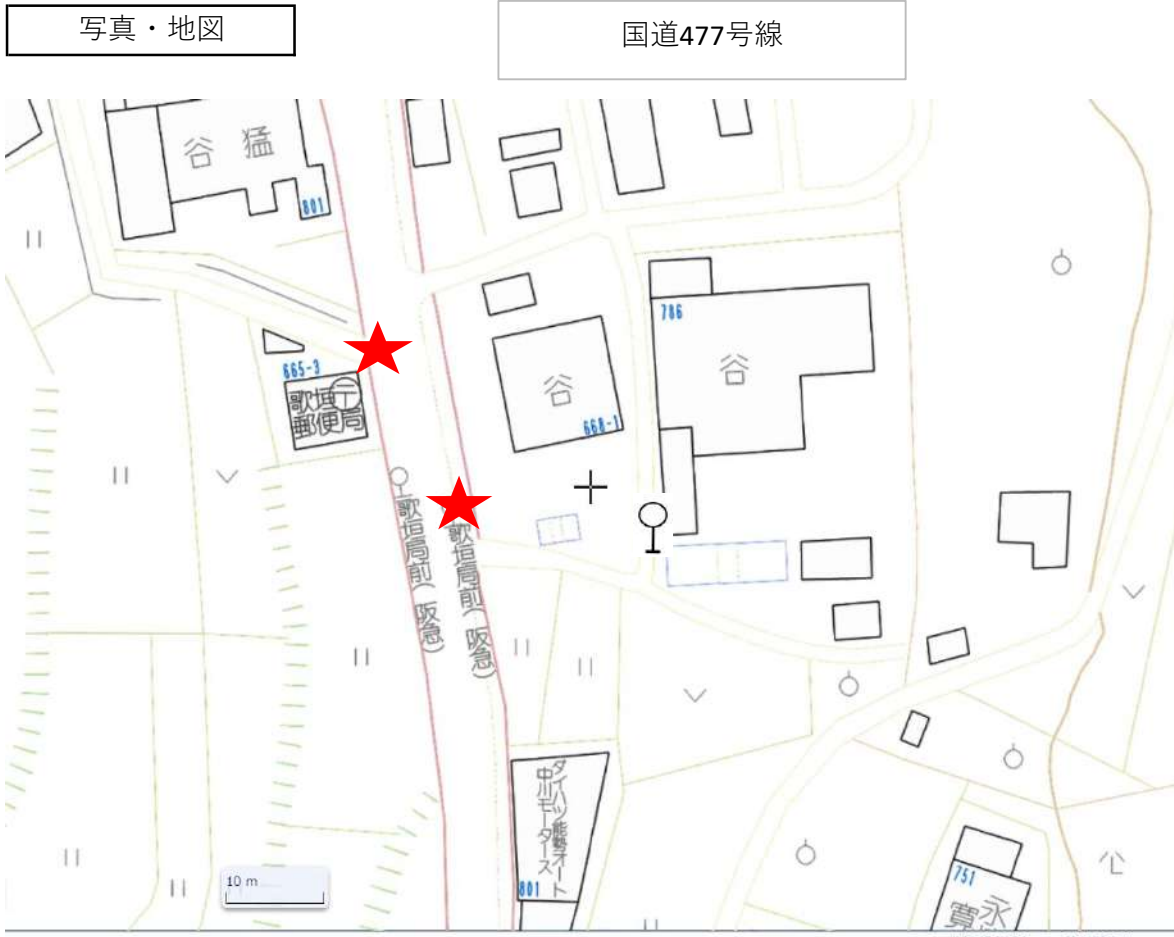 写真・地図
国道477号線
谷 猛
801
665-3
歌垣
郵便局
786
谷
谷
668-1
歌垣局前(阪急)
歌垣局前(阪急)
ダイハツ能勢オート
中川モータース
801
10 m
751
永
寛